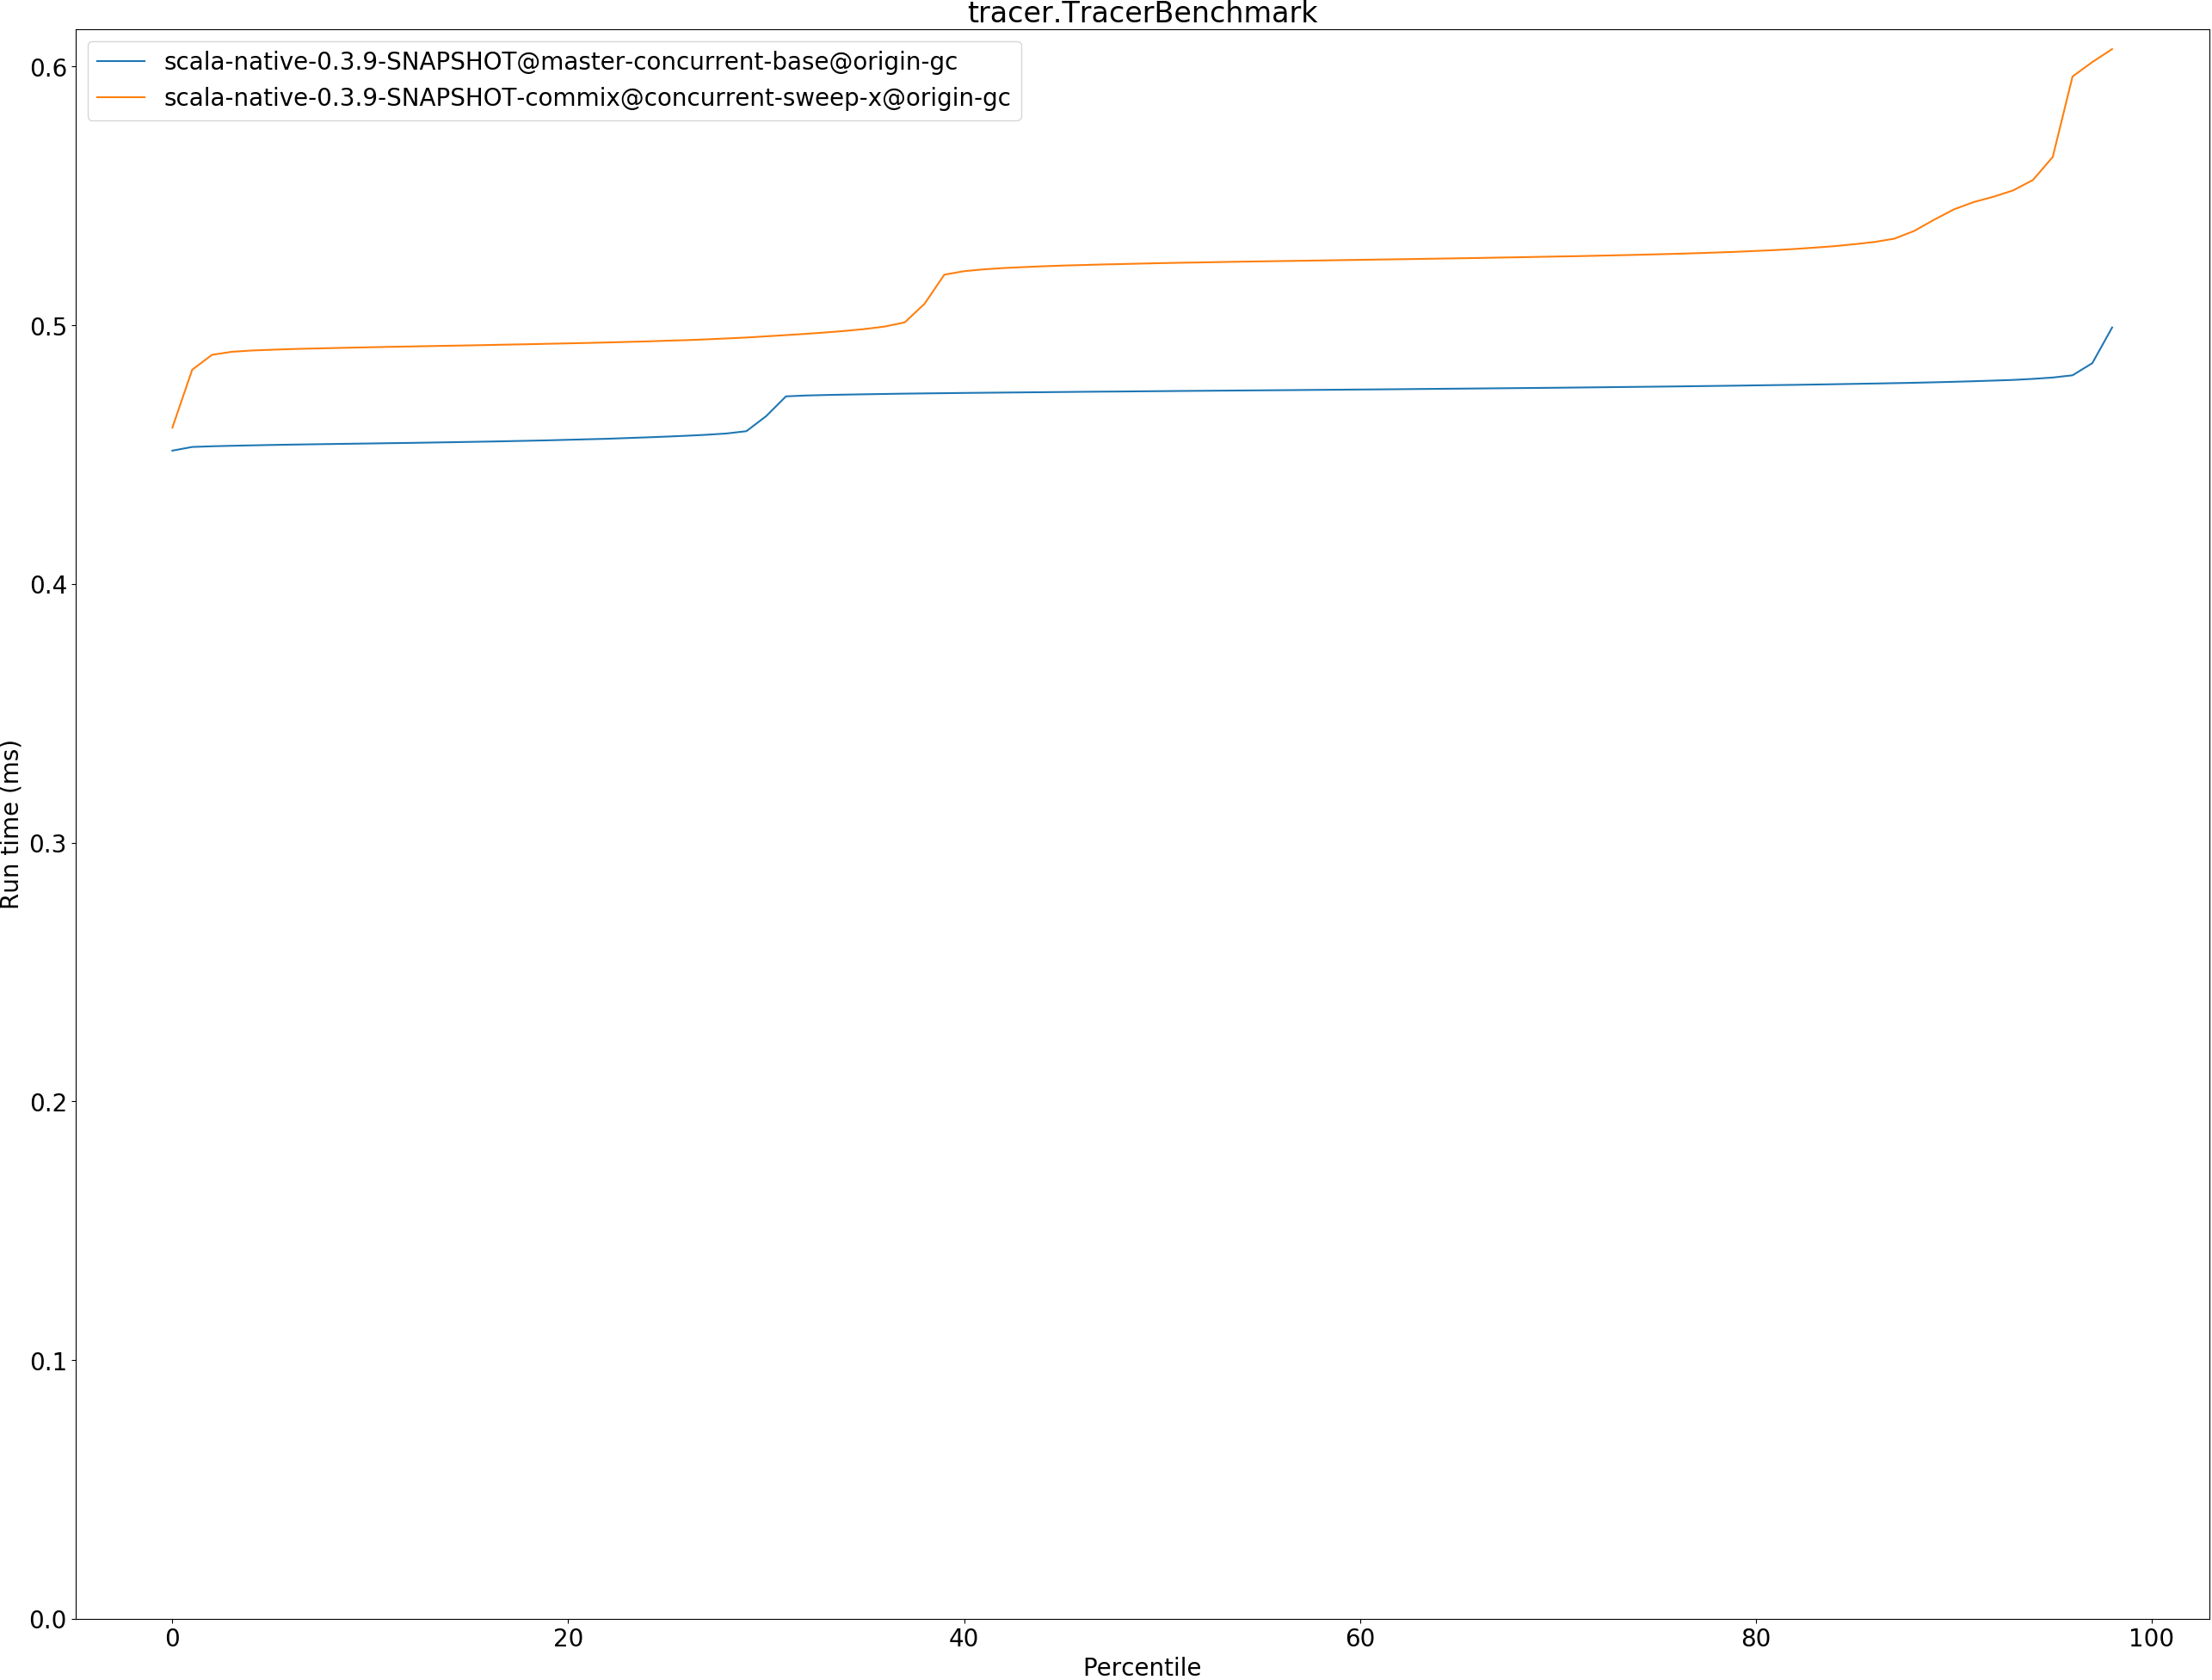 tracer.TracerBenchmark
scala-native-0.3.9-SNAPSHOT@master-concurrent-base@origin-gc
scala-native-0.3.9-SNAPSHOT-commix@concurrent-sweep-x@origin-gc
0.6
0.5
0.4
0.3
0.2
0.1
0.0
Run time (ms)
0 20 40 60 80 100
Percentile